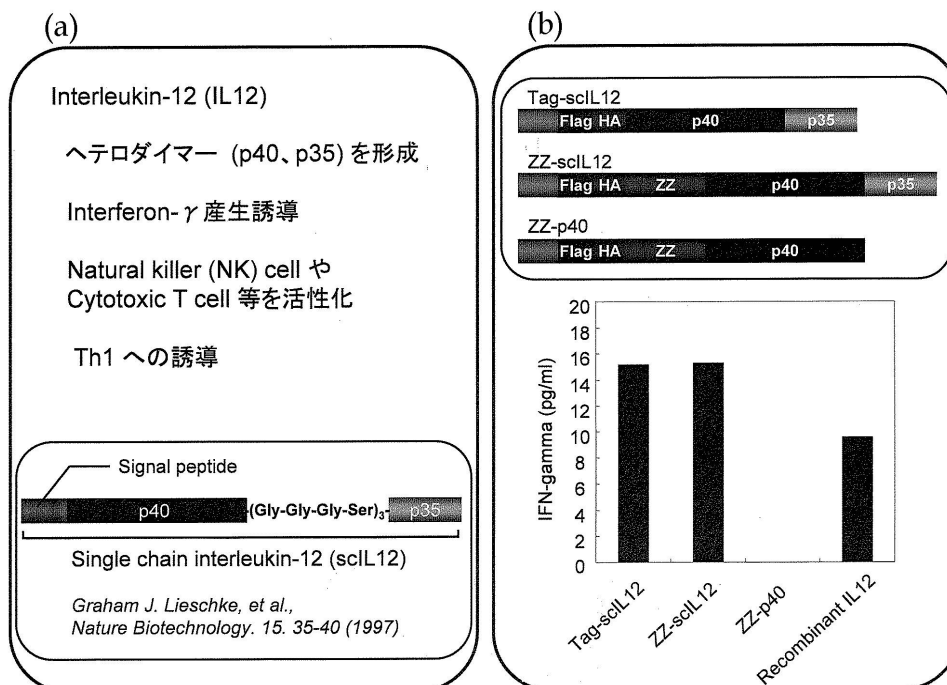 (a)
Interleukin-12 (IL12)
ヘテロダイマー (p40、p35) を形成
Interferon-γ 産生誘導
Natural killer (NK) cell や
Cytotoxic T cell 等を活性化
Th1 への誘導
Signal peptide
p40 -(Gly-Gly-Gly-Ser)3- p35
Single chain interleukin-12 (scIL12)
Graham J. Lieschke, et al.,
Nature Biotechnology. 15. 35-40 (1997)
(b)
Tag-scIL12
Flag HA p40 p35
ZZ-scIL12
Flag HA ZZ p40 p35
ZZ-p40
Flag HA ZZ p40
IFN-gamma (pg/ml)
20
18
16
14
12
10
8
6
4
2
0
Tag-scIL12
ZZ-scIL12
ZZ-p40
Recombinant IL12